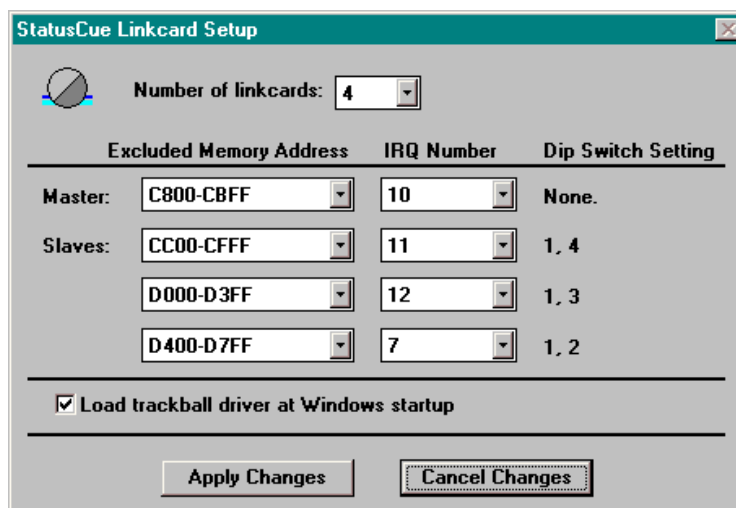 StatusCue Linkcard Setup
Number of linkcards: 4
Excluded Memory Address IRQ Number Dip Switch Setting
Master: C800-CBFF 10 None.
Slaves: CC00-CFFF 11 1, 4
D000-D3FF 12 1, 3
D400-D7FF 7 1, 2
Load trackball driver at Windows startup
Apply Changes Cancel Changes